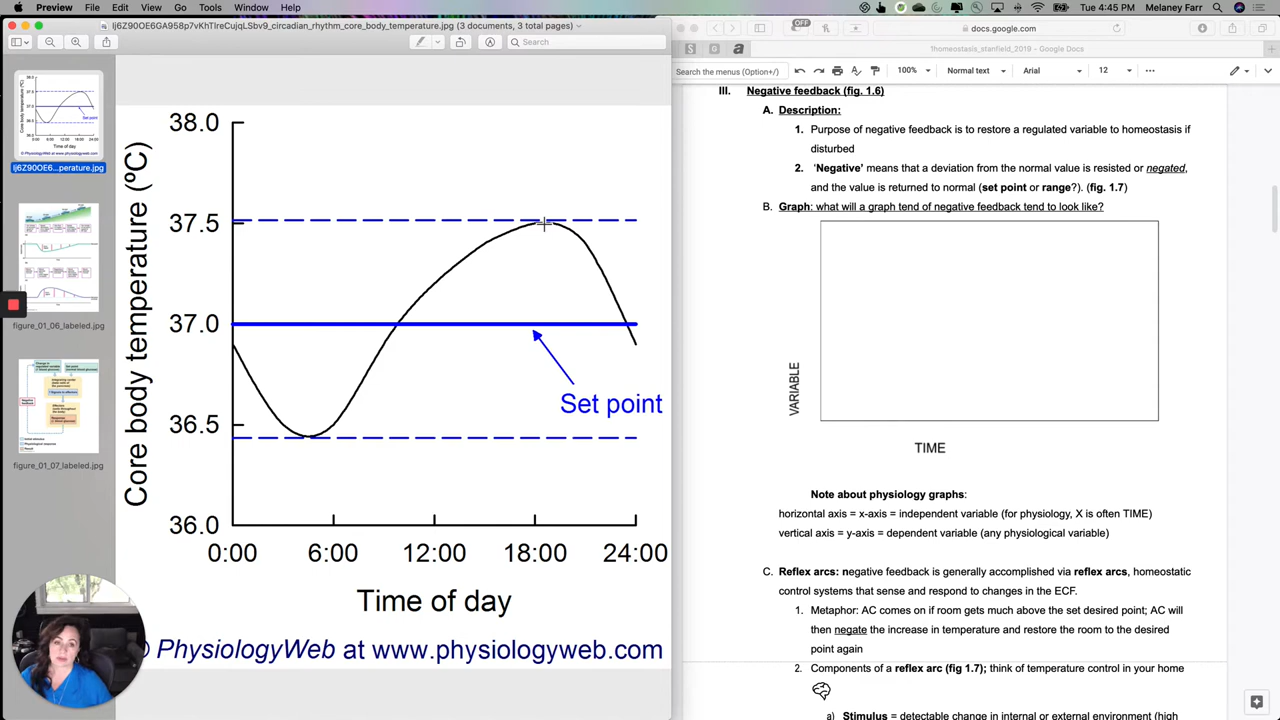 Preview File Edit View Go Tools Window Help
Tue 4:45 PM Melaney Farr
lj6Z90OE6GA958p7vKhTlreCujqLSbv9_circadian_rhythm_core_body_temperature.jpg (3 documents, 3 total pages)
Search
lj6Z90OE6...perature.jpg
figure_01_06_labeled.jpg
figure_01_07_labeled.jpg
Core body temperature (ºC)
38.0
37.5
37.0
36.5
36.0
Set point
0:00 6:00 12:00 18:00 24:00
Time of day
© PhysiologyWeb at www.physiologyweb.com
OFF
docs.google.com
1homeostasis_stanfield_2019 - Google Docs
Search the menus (Option+/)
100% Normal text Arial 12
III. Negative feedback (fig. 1.6)
A. Description:
1. Purpose of negative feedback is to restore a regulated variable to homeostasis if
disturbed
2. 'Negative' means that a deviation from the normal value is resisted or negated,
and the value is returned to normal (set point or range?). (fig. 1.7)
B. Graph: what will a graph tend of negative feedback tend to look like?
VARIABLE
TIME
Note about physiology graphs:
horizontal axis = x-axis = independent variable (for physiology, X is often TIME)
vertical axis = y-axis = dependent variable (any physiological variable)
C. Reflex arcs: negative feedback is generally accomplished via reflex arcs, homeostatic
control systems that sense and respond to changes in the ECF.
1. Metaphor: AC comes on if room gets much above the set desired point; AC will
then negate the increase in temperature and restore the room to the desired
point again
2. Components of a reflex arc (fig 1.7); think of temperature control in your home
a) Stimulus = detectable change in internal or external environment (high